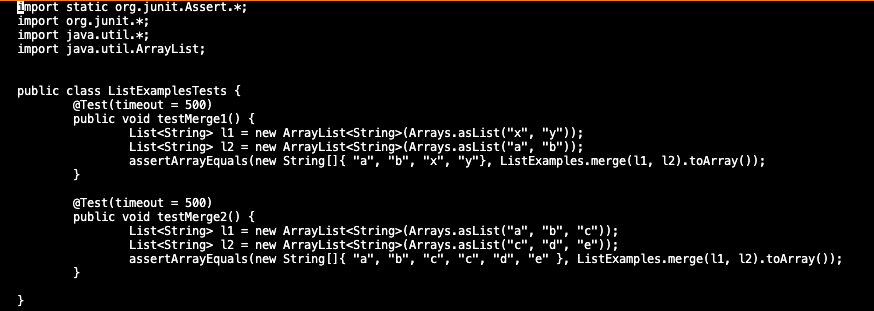 import static org.junit.Assert.*;
import org.junit.*;
import java.util.*;
import java.util.ArrayList;
public class ListExamplesTests {
@Test(timeout = 500)
public void testMerge1() {
List<String> l1 = new ArrayList<String>(Arrays.asList("x", "y"));
List<String> l2 = new ArrayList<String>(Arrays.asList("a", "b"));
assertArrayEquals(new String[]{ "a", "b", "x", "y"}, ListExamples.merge(l1, l2).toArray());
}
@Test(timeout = 500)
public void testMerge2() {
List<String> l1 = new ArrayList<String>(Arrays.asList("a", "b", "c"));
List<String> l2 = new ArrayList<String>(Arrays.asList("c", "d", "e"));
assertArrayEquals(new String[]{ "a", "b", "c", "c", "d", "e" }, ListExamples.merge(l1, l2).toArray());
}
}